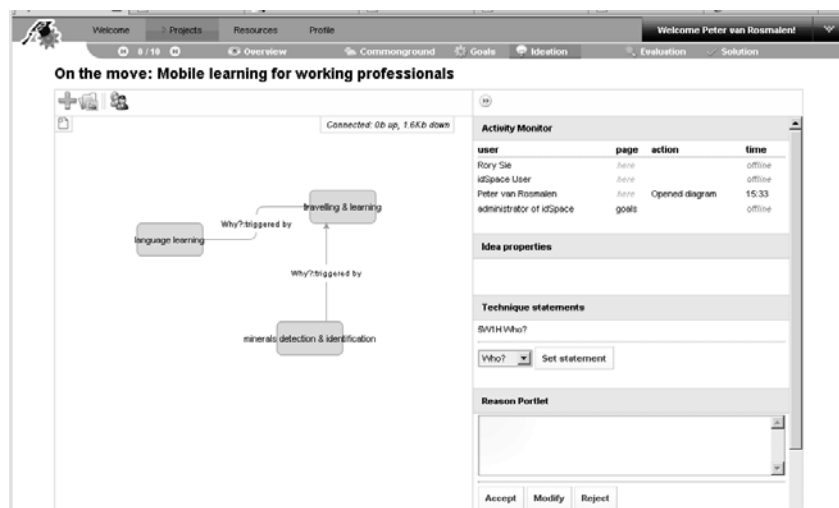 Welcome
Projects
Resources
Profile
Welcome Peter van Rosmalen!
0 / 10
Overview
Commonground
Goals
Ideation
Evaluation
Solution
On the move: Mobile learning for working professionals
Connected: 0b up, 1.6Kb down
travelling & learning
language learning
Why?:triggered by
Why?:triggered by
minerals detection & identification
Activity Monitor
user page action time
Rory Sie here offline
idSpace User here offline
Peter van Rosmalen here Opened diagram 15:33
administrator of idSpace goals offline
Idea properties
Technique statements
5W1H Who?
Who? Set statement
Reason Portlet
Accept Modify Reject